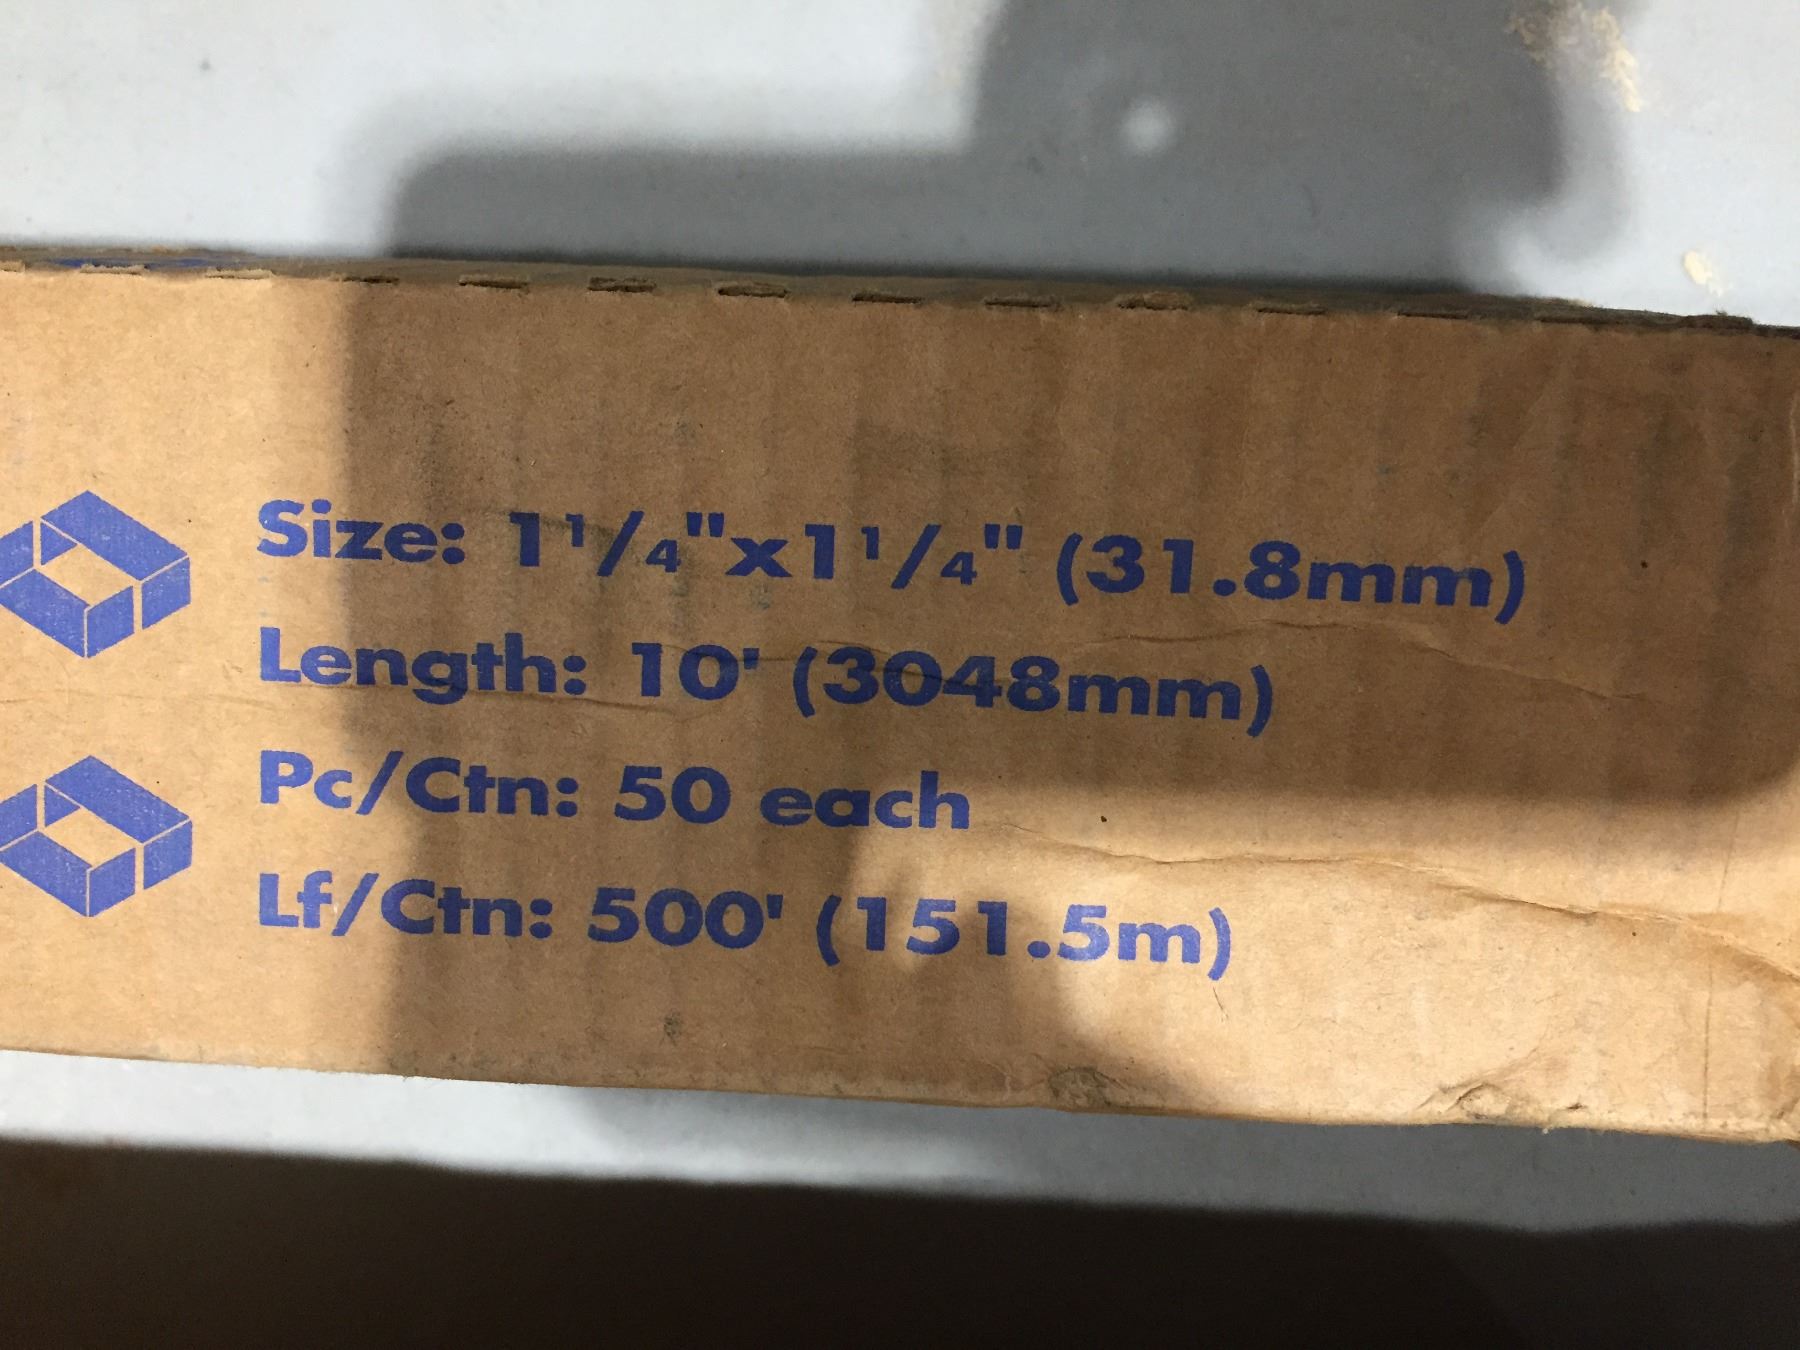 Size: 1 1/4"x1 1/4" (31.8mm)
Length: 10' (3048mm)
Pc/Ctn: 50 each
Lf/Ctn: 500' (151.5m)